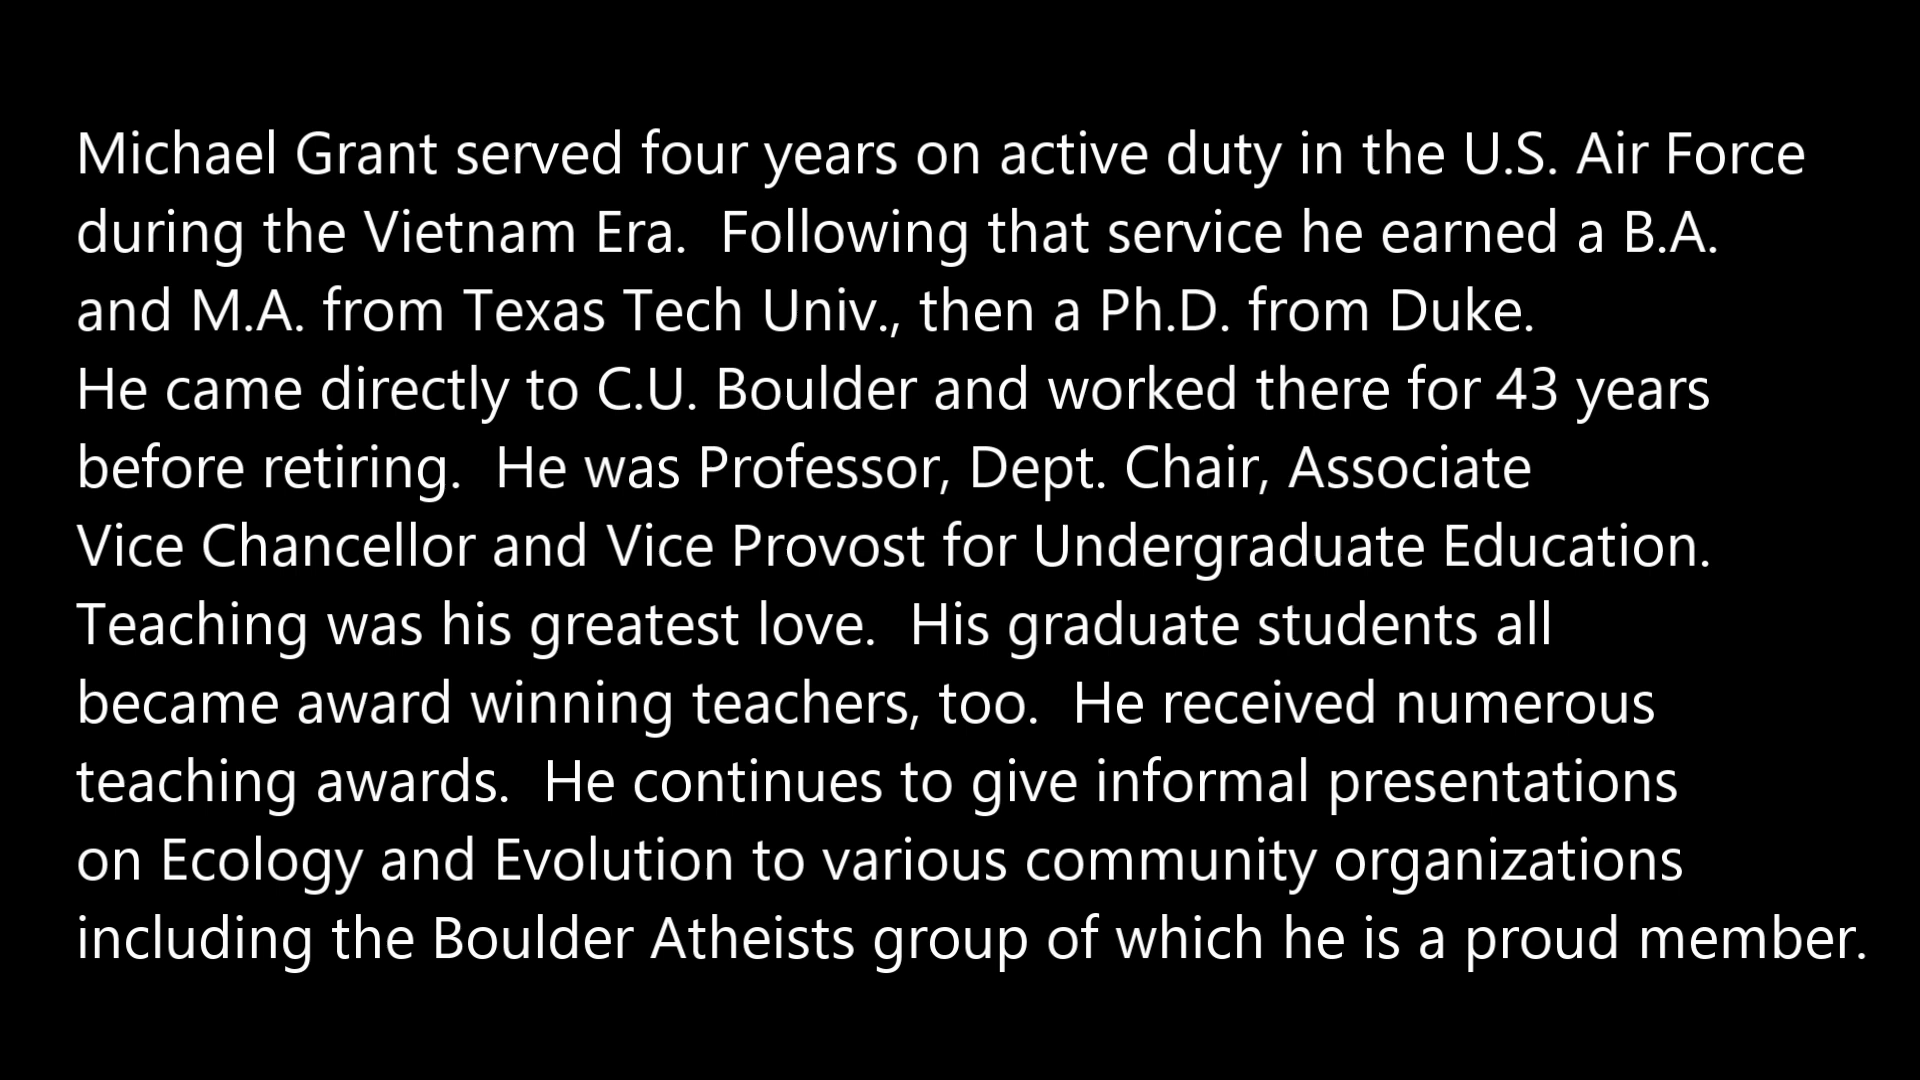 Michael Grant served four years on active duty in the U.S. Air Force
during the Vietnam Era.  Following that service he earned a B.A.
and M.A. from Texas Tech Univ., then a Ph.D. from Duke.
He came directly to C.U. Boulder and worked there for 43 years
before retiring.  He was Professor, Dept. Chair, Associate
Vice Chancellor and Vice Provost for Undergraduate Education.
Teaching was his greatest love.  His graduate students all
became award winning teachers, too.  He received numerous
teaching awards.  He continues to give informal presentations
on Ecology and Evolution to various community organizations
including the Boulder Atheists group of which he is a proud member.